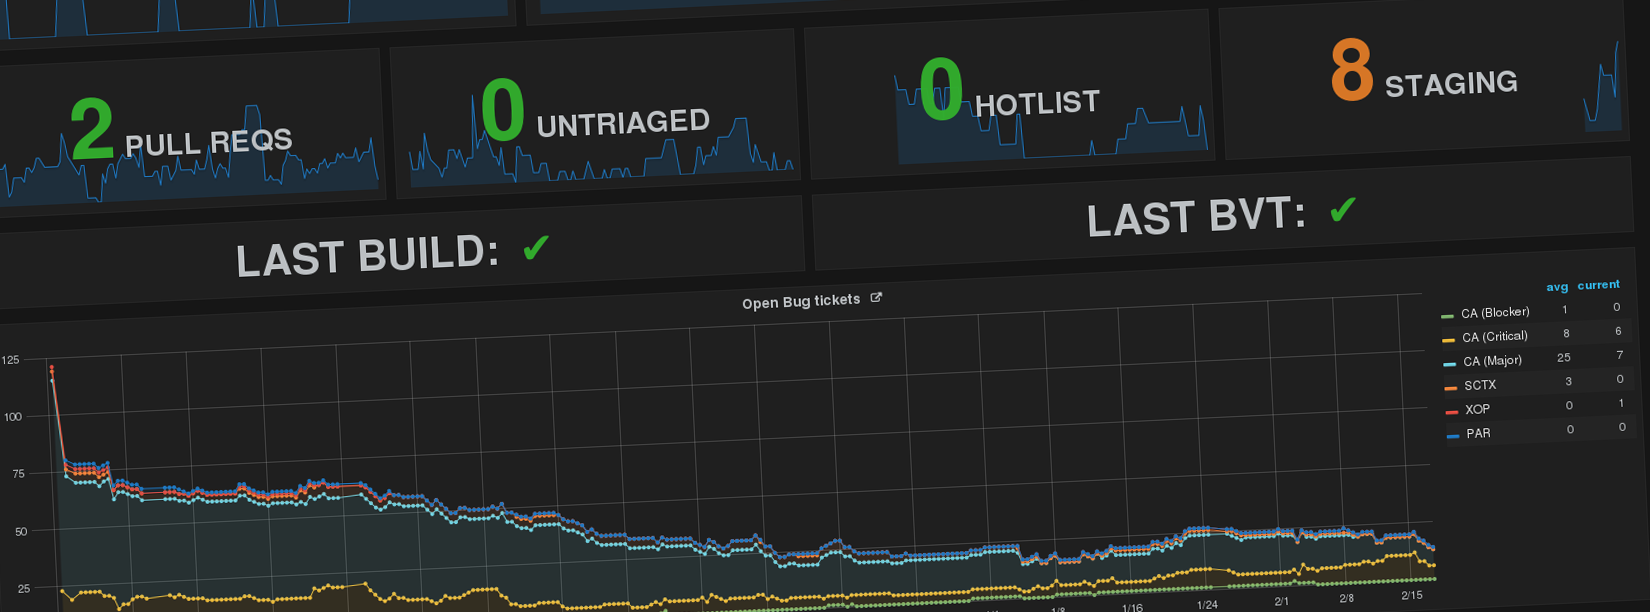 2 PULL REQS
0 UNTRIAGED
0 HOTLIST
8 STAGING
LAST BUILD: ✔
LAST BVT: ✔
Open Bug tickets
avg current
CA (Blocker) 1 0
CA (Critical) 8 6
CA (Major) 25 7
SCTX 3 0
XOP 0 1
PAR 0 0
125
100
75
50
25
1/8 1/16 1/24 2/1 2/8 2/15